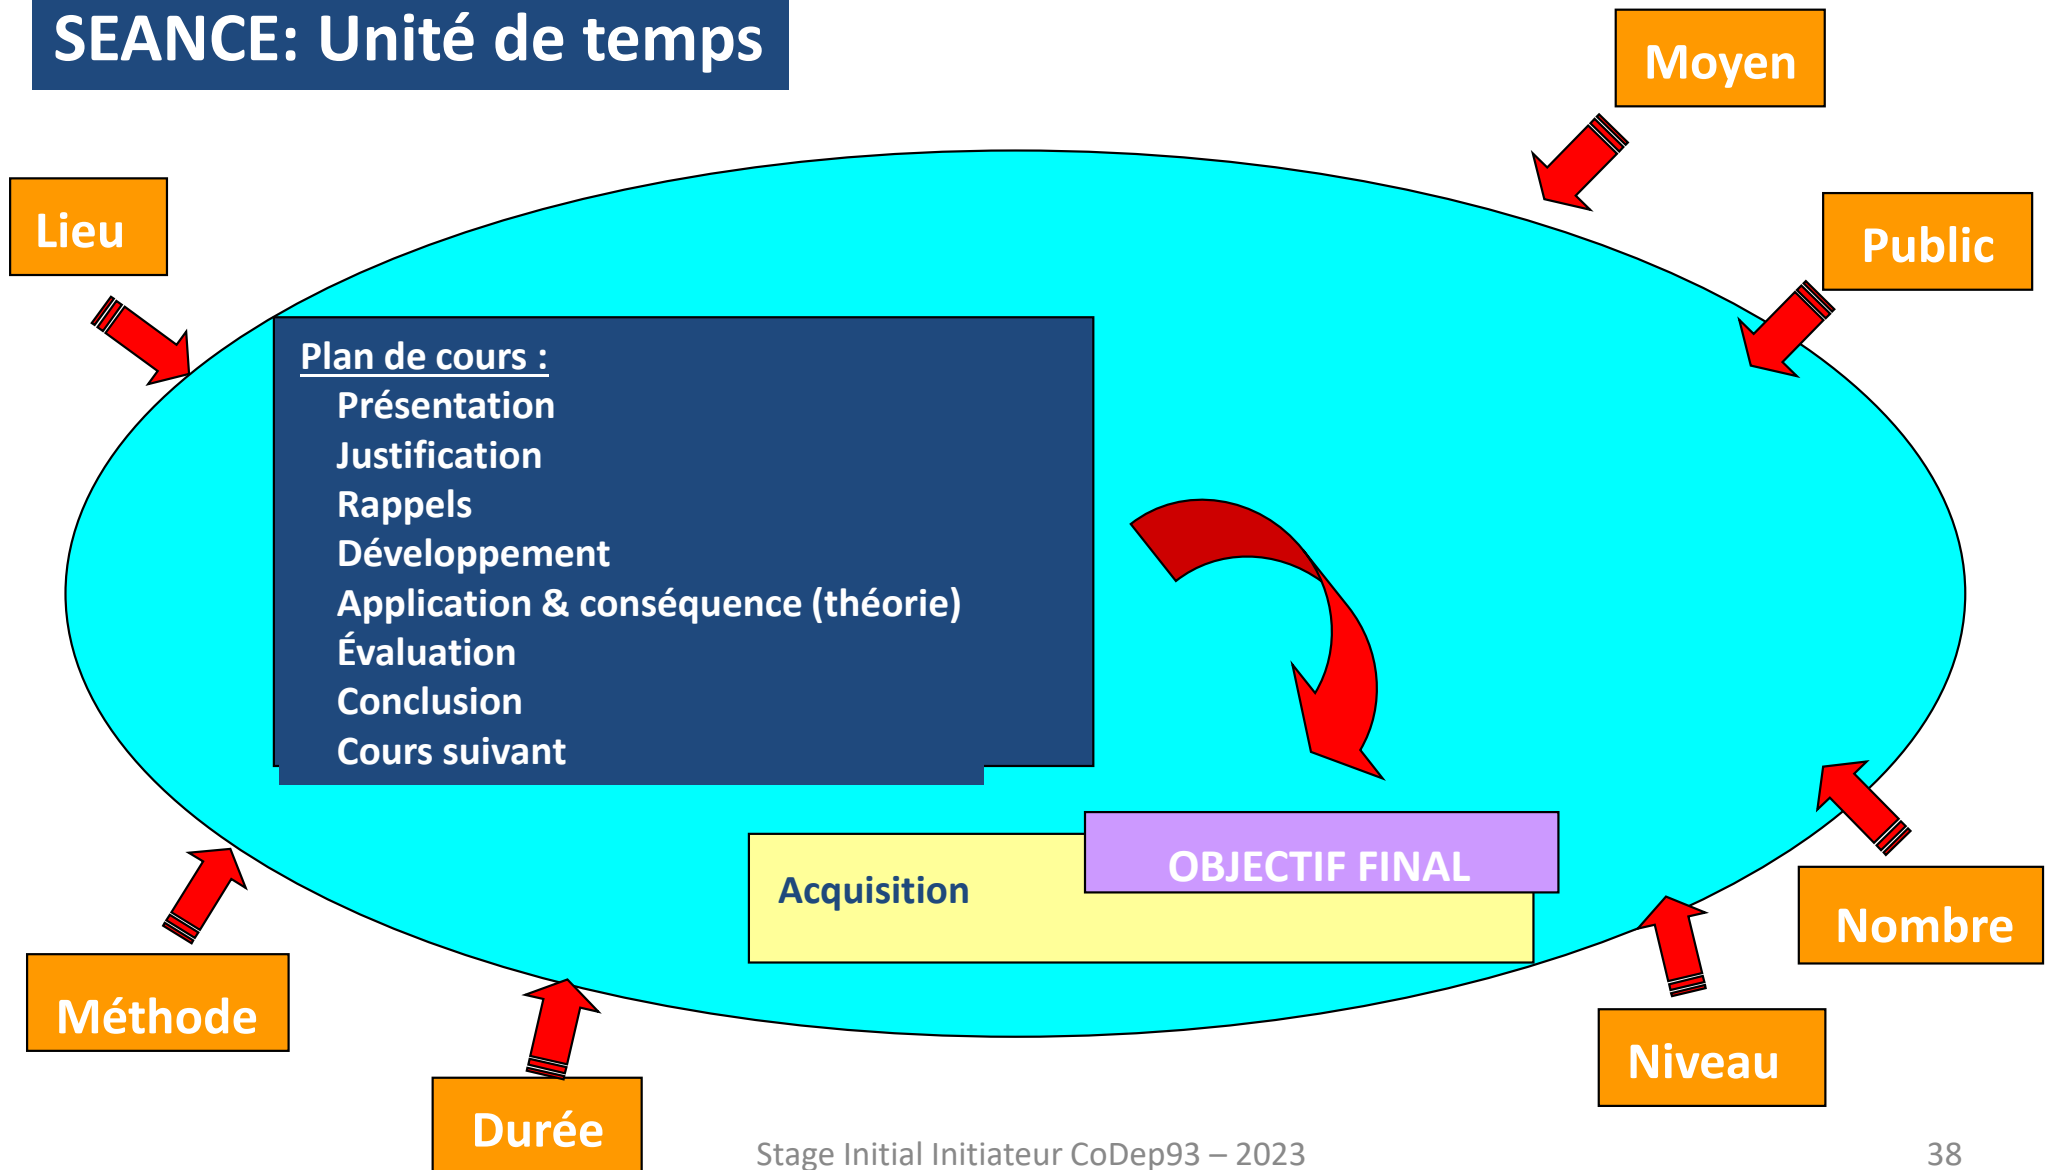 SEANCE: Unité de temps
Moyen
Lieu
Public
Plan de cours :
Présentation
Justification
Rappels
Développement
Application & conséquence (théorie)
Évaluation
Conclusion
Cours suivant
OBJECTIF FINAL
Acquisition
Nombre
Méthode
Niveau
Durée
Stage Initial Initiateur CoDep93 – 2023
38